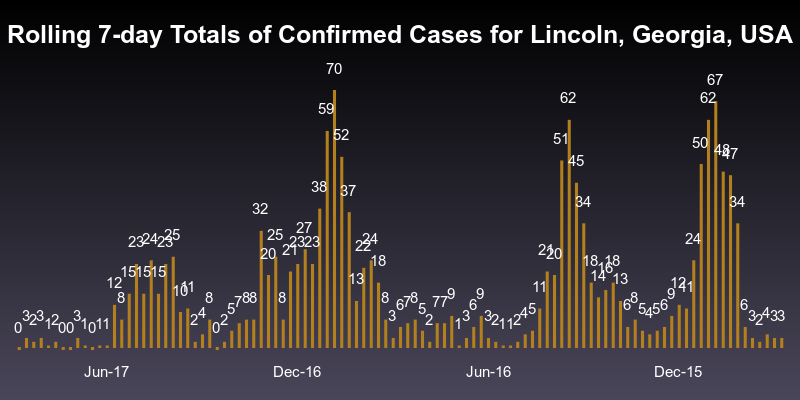 Rolling 7-day Totals of Confirmed Cases for Lincoln, Georgia, USA
0 3 2 3 1 2 0 0 3 1 0 1 1 12 8 15 23 15 24 15 23 25 10 11 2 4 8 0 2 5 7 8 8 32 20 25 8 21 23 27 23 38 59 70 52 37 13 22 24 18 8 3 6 7 8 5 2 7 7 9 1 3 6 9 3 2 1 1 2 4 5 11 21 20 51 62 45 34 18 14 16 18 13 6 8 5 4 5 6 9 12 11 24 50 62 67 48 47 34 6 3 2 4 3 3
Jun-17 Dec-16 Jun-16 Dec-15